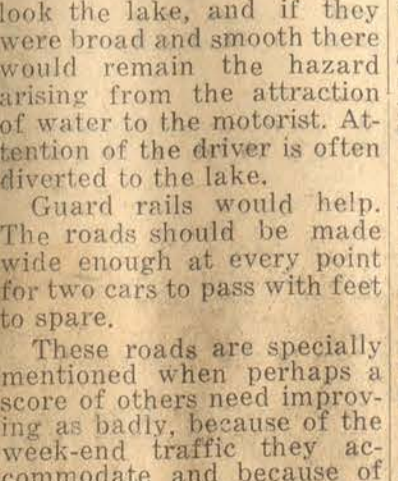 look the lake, and if they
were broad and smooth there
would remain the hazard
arising from the attraction
of water to the motorist. At-
tention of the driver is often
diverted to the lake.
Guard rails would help.
The roads should be made
wide enough at every point
for two cars to pass with feet
to spare.
These roads are specially
mentioned when perhaps a
score of others need improv-
ing as badly, because of the
week-end traffic they ac-
commodate and because of